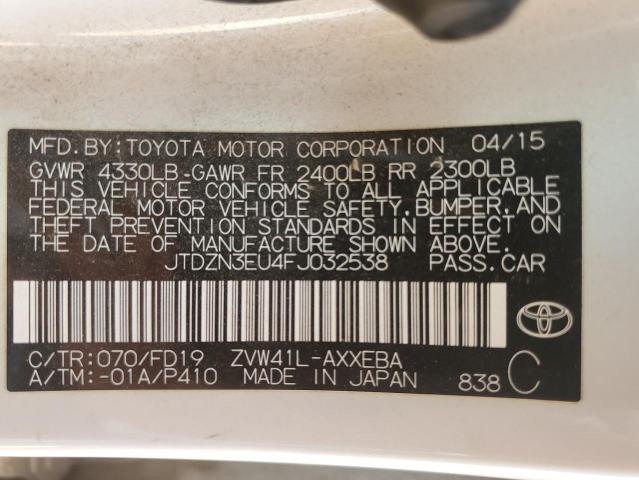 MFD. BY: TOYOTA MOTOR CORPORATION 04/15
GVWR 4330LB - GAWR FR 2400LB RR 2300LB
THIS VEHICLE CONFORMS TO ALL APPLICABLE
FEDERAL MOTOR VEHICLE SAFETY, BUMPER, AND
THEFT PREVENTION STANDARDS IN EFFECT ON
THE DATE OF MANUFACTURE SHOWN ABOVE.
JTDZN3EU4FJ032538 PASS. CAR
C/TR: 070/FD19 ZVW41L-AXXEBA
A/TM: -01A/P410 MADE IN JAPAN 838 C